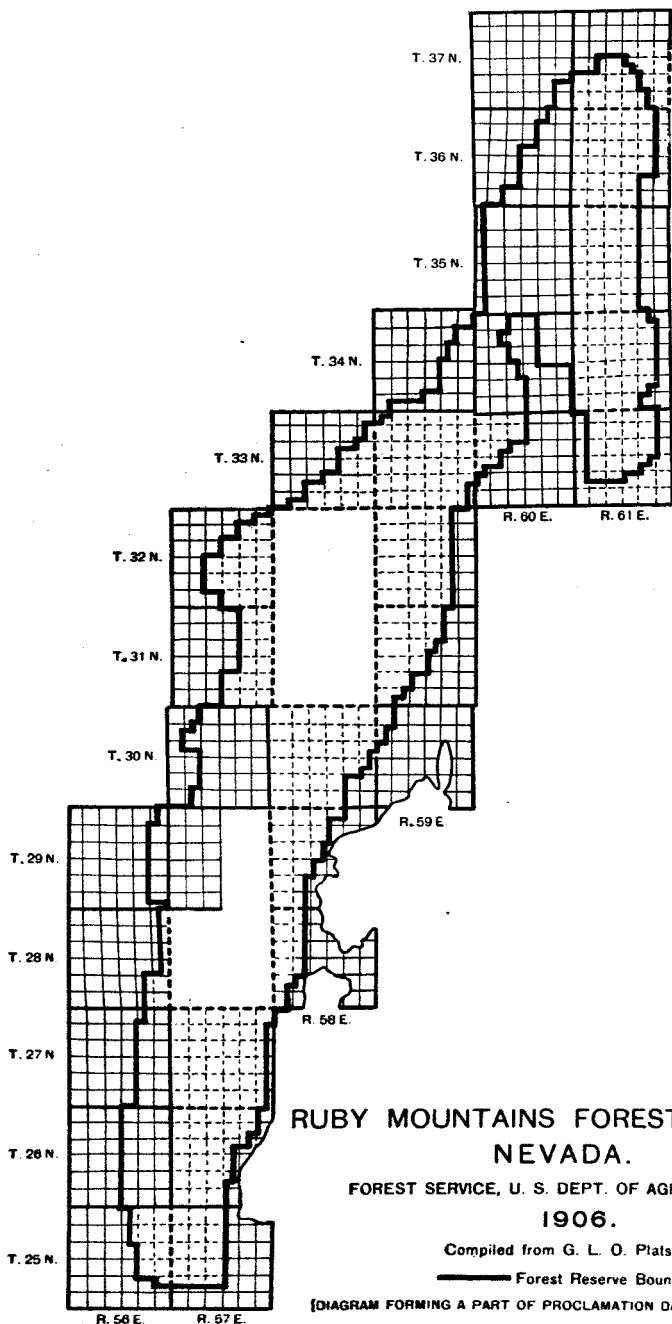 T. 37 N.
T. 36 N.
T. 35 N.
T. 34 N.
T. 33 N.
R. 60 E. R. 61 E.
T. 32 N.
T. 31 N.
T. 30 N.
R. 59 E
T. 29 N.
T. 28 N.
R. 58 E.
T. 27 N
T. 26 N.
T. 25 N.
R. 56 E. R. 57 E.
RUBY MOUNTAINS FOREST
NEVADA.
FOREST SERVICE, U. S. DEPT. OF
1906.
Compiled from G. L. O. Plats
Forest Reserve
[DIAGRAM FORMING A PART OF PROCLAMATION